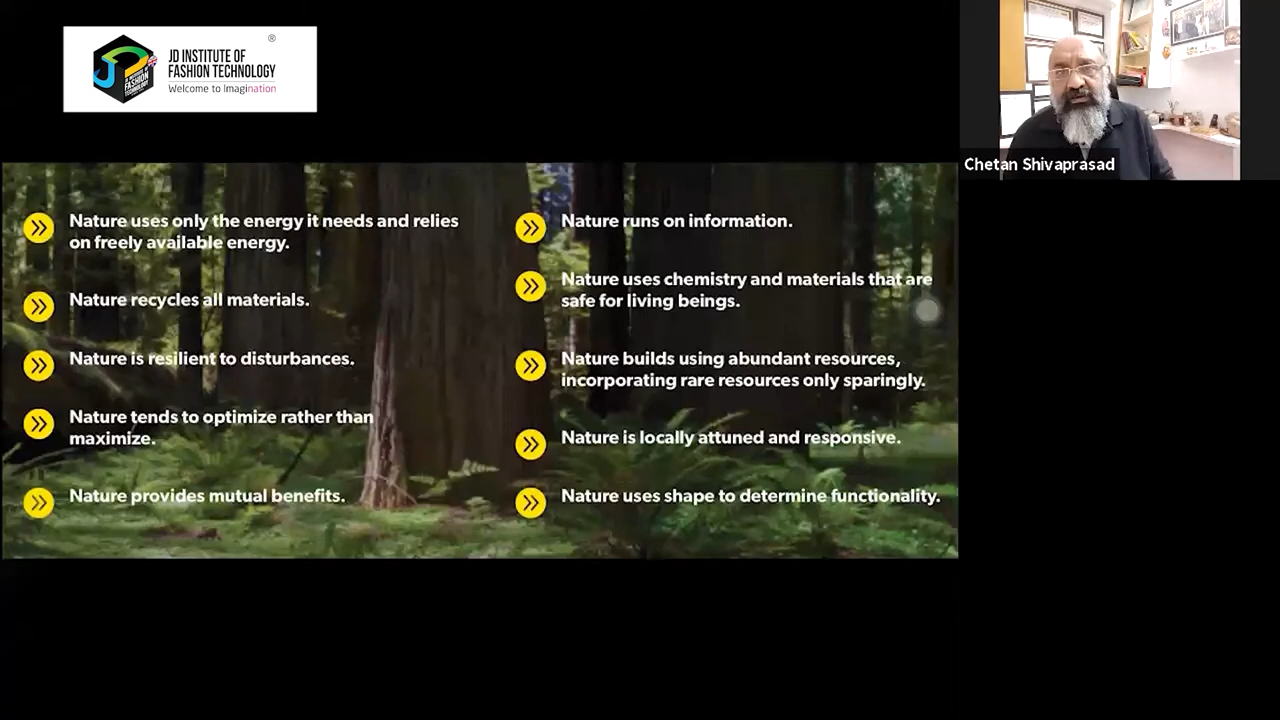 JD INSTITUTE OF
FASHION TECHNOLOGY
®
Welcome to Imagination
Chetan Shivaprasad
Nature uses only the energy it needs and relies
on freely available energy.
Nature recycles all materials.
Nature is resilient to disturbances.
Nature tends to optimize rather than
maximize.
Nature provides mutual benefits.
Nature runs on information.
Nature uses chemistry and materials that are
safe for living beings.
Nature builds using abundant resources,
incorporating rare resources only sparingly.
Nature is locally attuned and responsive.
Nature uses shape to determine functionality.